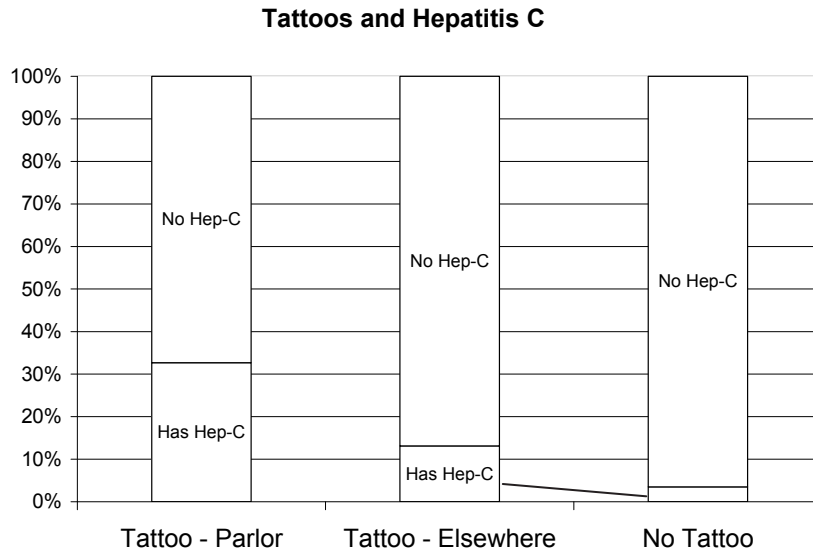 Tattoos and Hepatitis C
100%
90%
80%
70%
60%
50%
40%
30%
20%
10%
0%
No Hep-C
Has Hep-C
No Hep-C
Has Hep-C
No Hep-C
Tattoo - Parlor
Tattoo - Elsewhere
No Tattoo